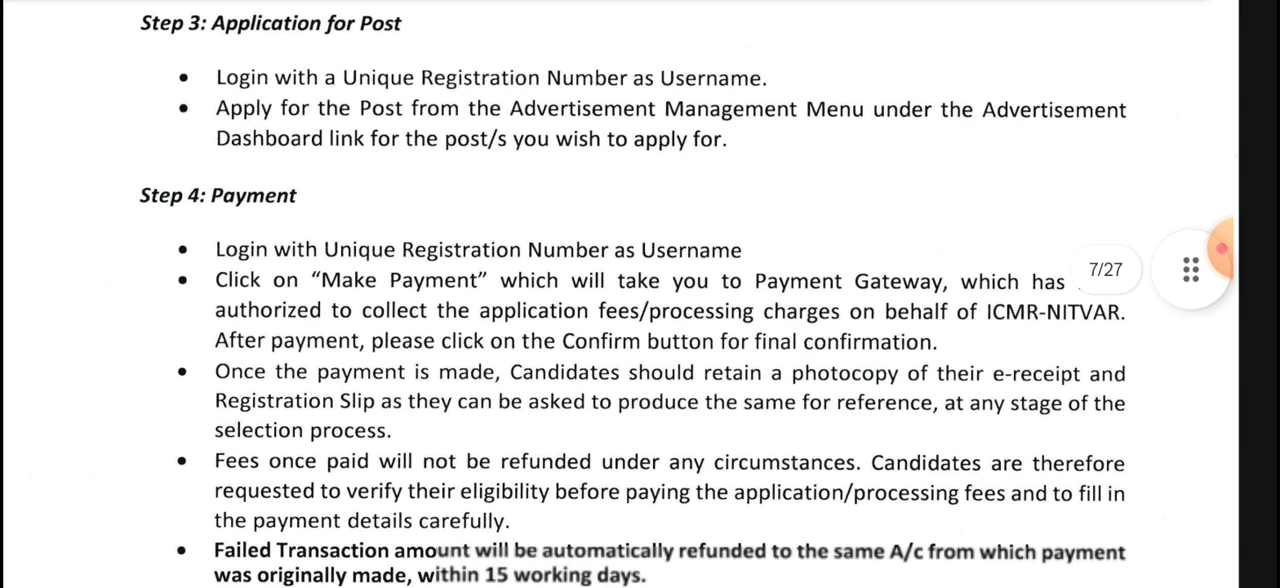 Step 3: Application for Post
• Login with a Unique Registration Number as Username.
• Apply for the Post from the Advertisement Management Menu under the Advertisement
Dashboard link for the post/s you wish to apply for.
Step 4: Payment
• Login with Unique Registration Number as Username
• Click on “Make Payment” which will take you to Payment Gateway, which has
7/27
authorized to collect the application fees/processing charges on behalf of ICMR-NITVAR.
After payment, please click on the Confirm button for final confirmation.
• Once the payment is made, Candidates should retain a photocopy of their e-receipt and
Registration Slip as they can be asked to produce the same for reference, at any stage of the
selection process.
• Fees once paid will not be refunded under any circumstances. Candidates are therefore
requested to verify their eligibility before paying the application/processing fees and to fill in
the payment details carefully.
• Failed Transaction amount will be automatically refunded to the same A/c from which payment
was originally made, within 15 working days.